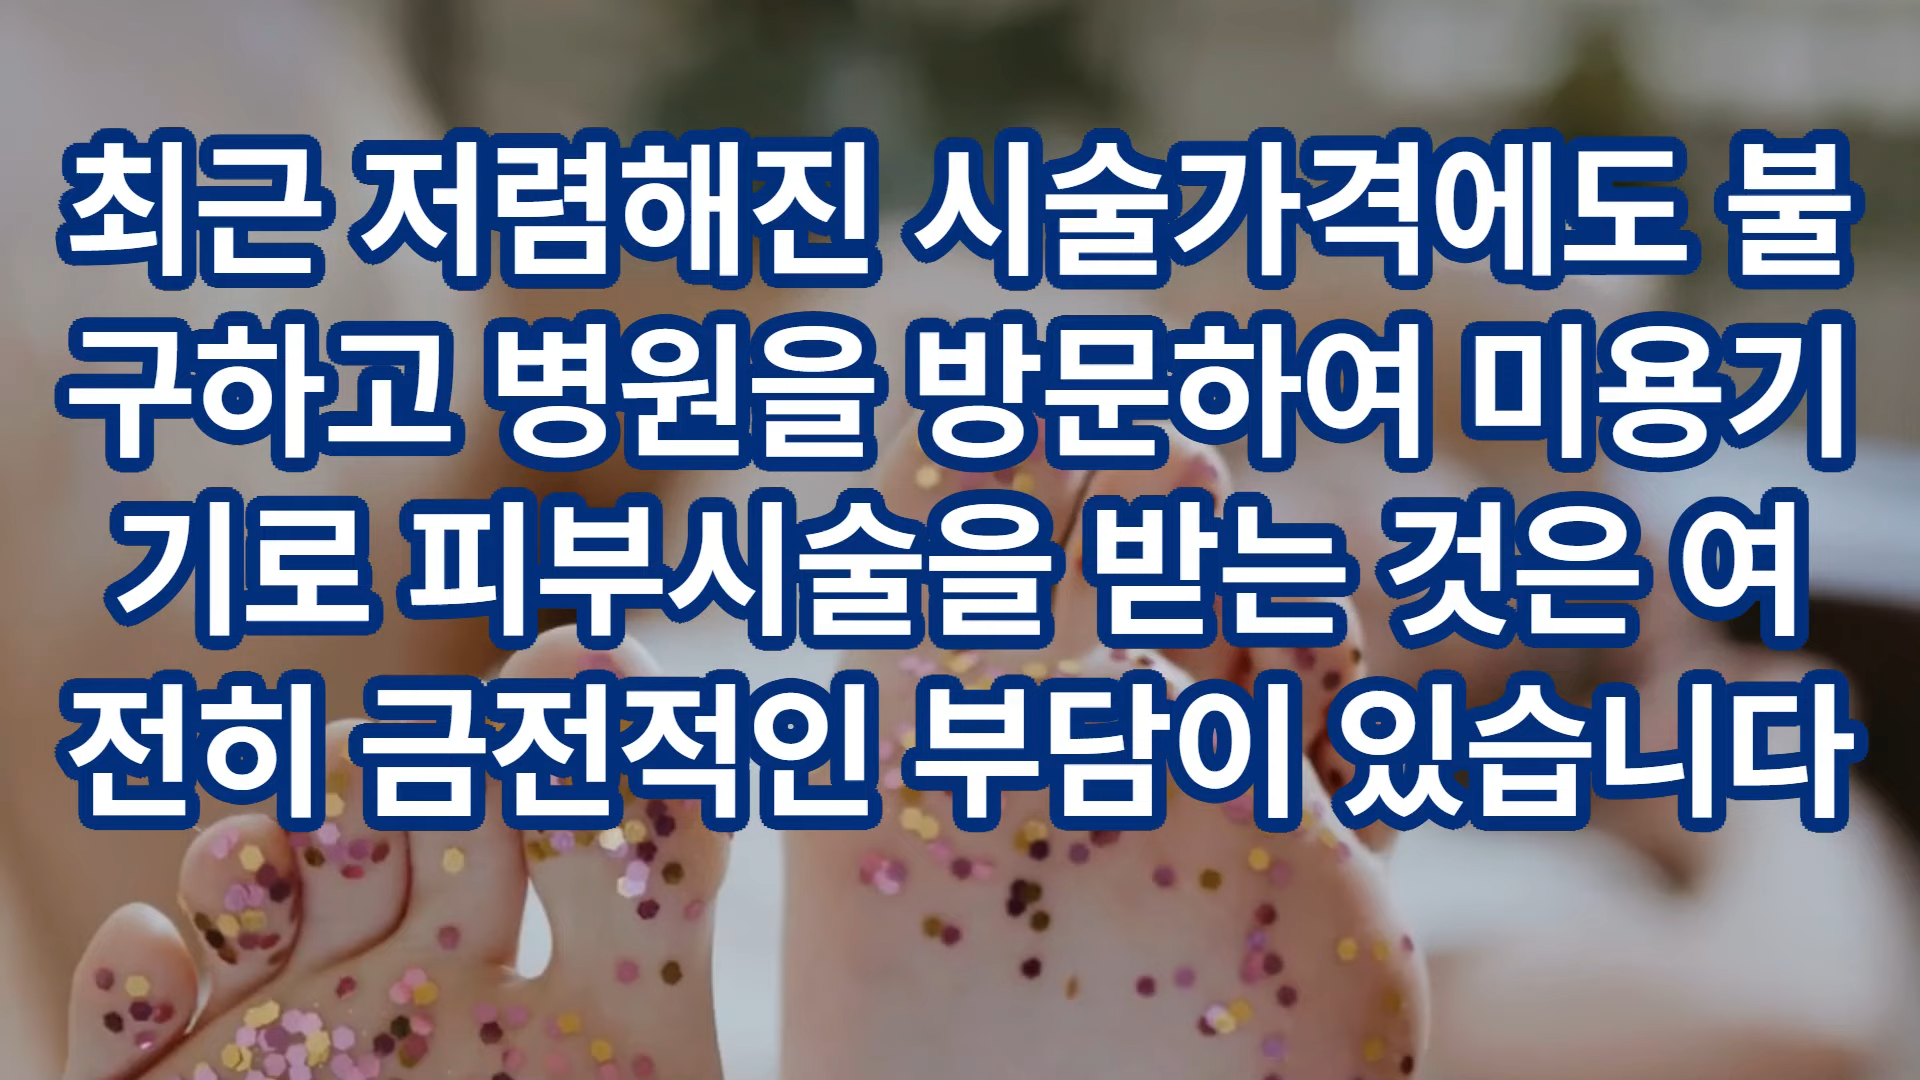 최근 저렴해진 시술가격에도 불
구하고 병원을 방문하여 미용기
기로 피부시술을 받는 것은 여
전히 금전적인 부담이 있습니다